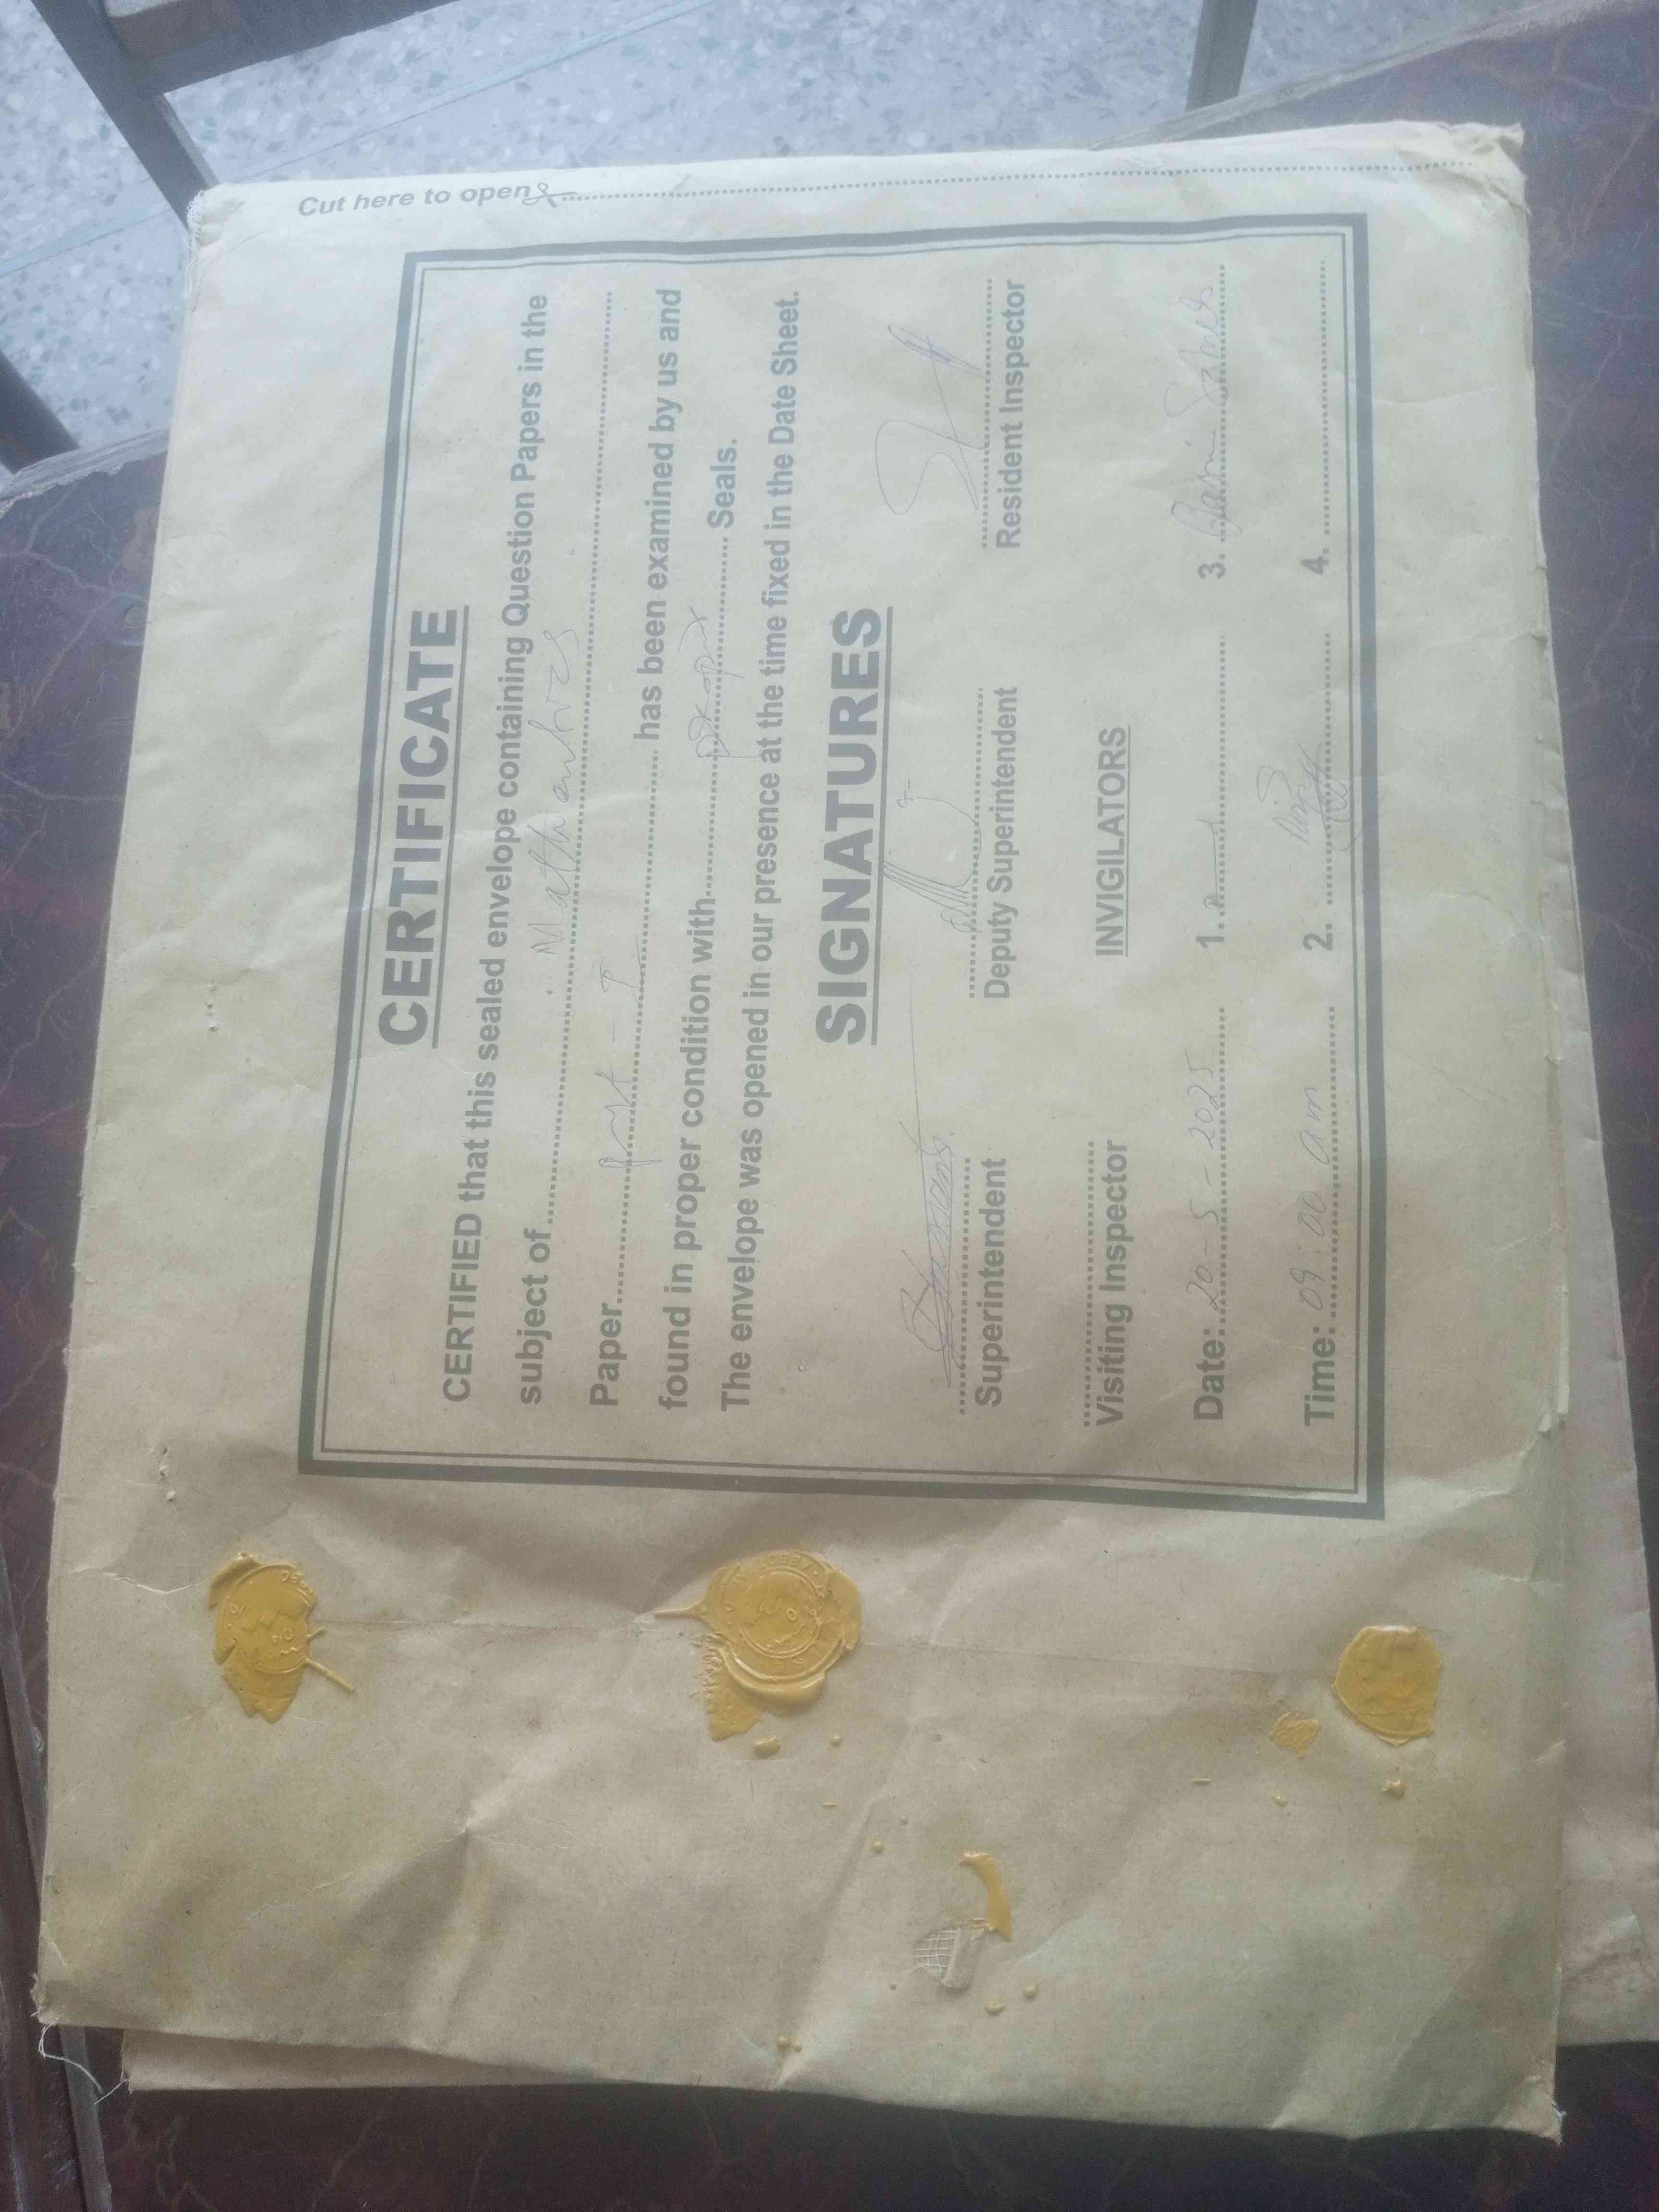 Cut here to open
CERTIFICATE
CERTIFIED that this sealed envelope containing Question Papers in the
subject of Mathematics
Paper Part - I has been examined by us and
found in proper condition with Seals.
The envelope was opened in our presence at the time fixed in the Date Sheet.
SIGNATURES
Superintendent Deputy Superintendent Resident Inspector
Visiting Inspector INVIGILATORS
Date: 20-5-2025 1. 3.
Time: 09:00 am 2. 4.